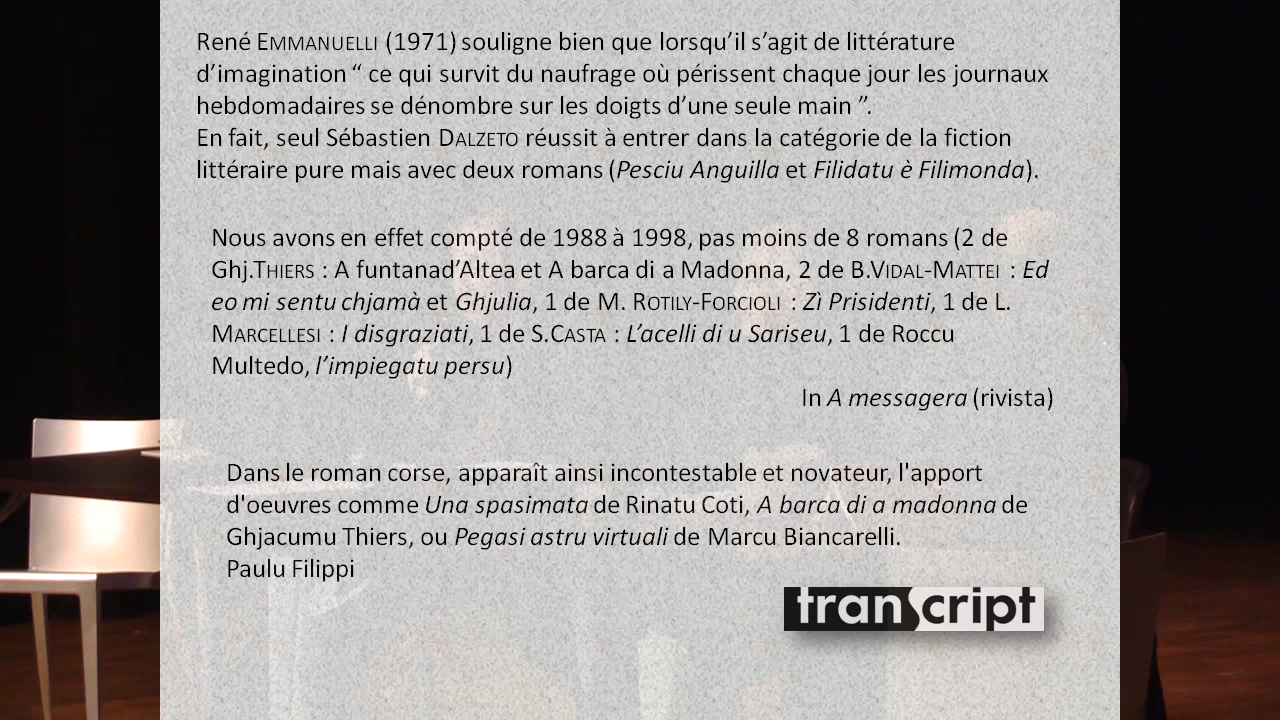 René EMMANUELLI (1971) souligne bien que lorsqu’il s’agit de littérature
d’imagination “ ce qui survit du naufrage où périssent chaque jour les journaux
hebdomadaires se dénombre sur les doigts d’une seule main ”.
En fait, seul Sébastien DALZETO réussit à entrer dans la catégorie de la fiction
littéraire pure mais avec deux romans (Pesciu Anguilla et Filidatu è Filimonda).
Nous avons en effet compté de 1988 à 1998, pas moins de 8 romans (2 de
Ghj.THIERS : A funtanad’Altea et A barca di a Madonna, 2 de B.VIDAL-MATTEI : Ed
eo mi sentu chjamà et Ghjulia, 1 de M. ROTILY-FORCIOLI : Zì Prisidenti, 1 de L.
MARCELLESI : I disgraziati, 1 de S.CASTA : L’acelli di u Sariseu, 1 de Roccu
Multedo, l’impiegatu persu)
In A messagera (rivista)
Dans le roman corse, apparaît ainsi incontestable et novateur, l'apport
d'oeuvres comme Una spasimata de Rinatu Coti, A barca di a madonna de
Ghjacumu Thiers, ou Pegasi astru virtuali de Marcu Biancarelli.
Paulu Filippi
tranScript